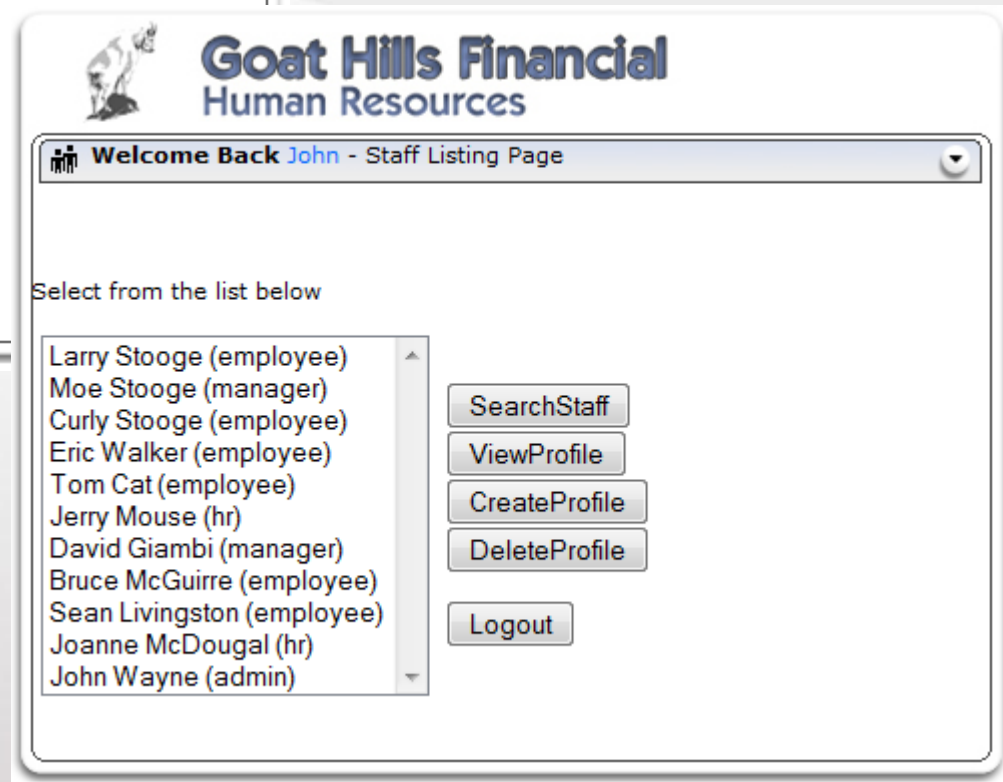 Goat Hills Financial
Human Resources
Welcome Back John - Staff Listing Page
Select from the list below
Larry Stooge (employee)
Moe Stooge (manager)
Curly Stooge (employee)
Eric Walker (employee)
Tom Cat (employee)
Jerry Mouse (hr)
David Giambi (manager)
Bruce McGuirre (employee)
Sean Livingston (employee)
Joanne McDougal (hr)
John Wayne (admin)
SearchStaff
ViewProfile
CreateProfile
DeleteProfile
Logout